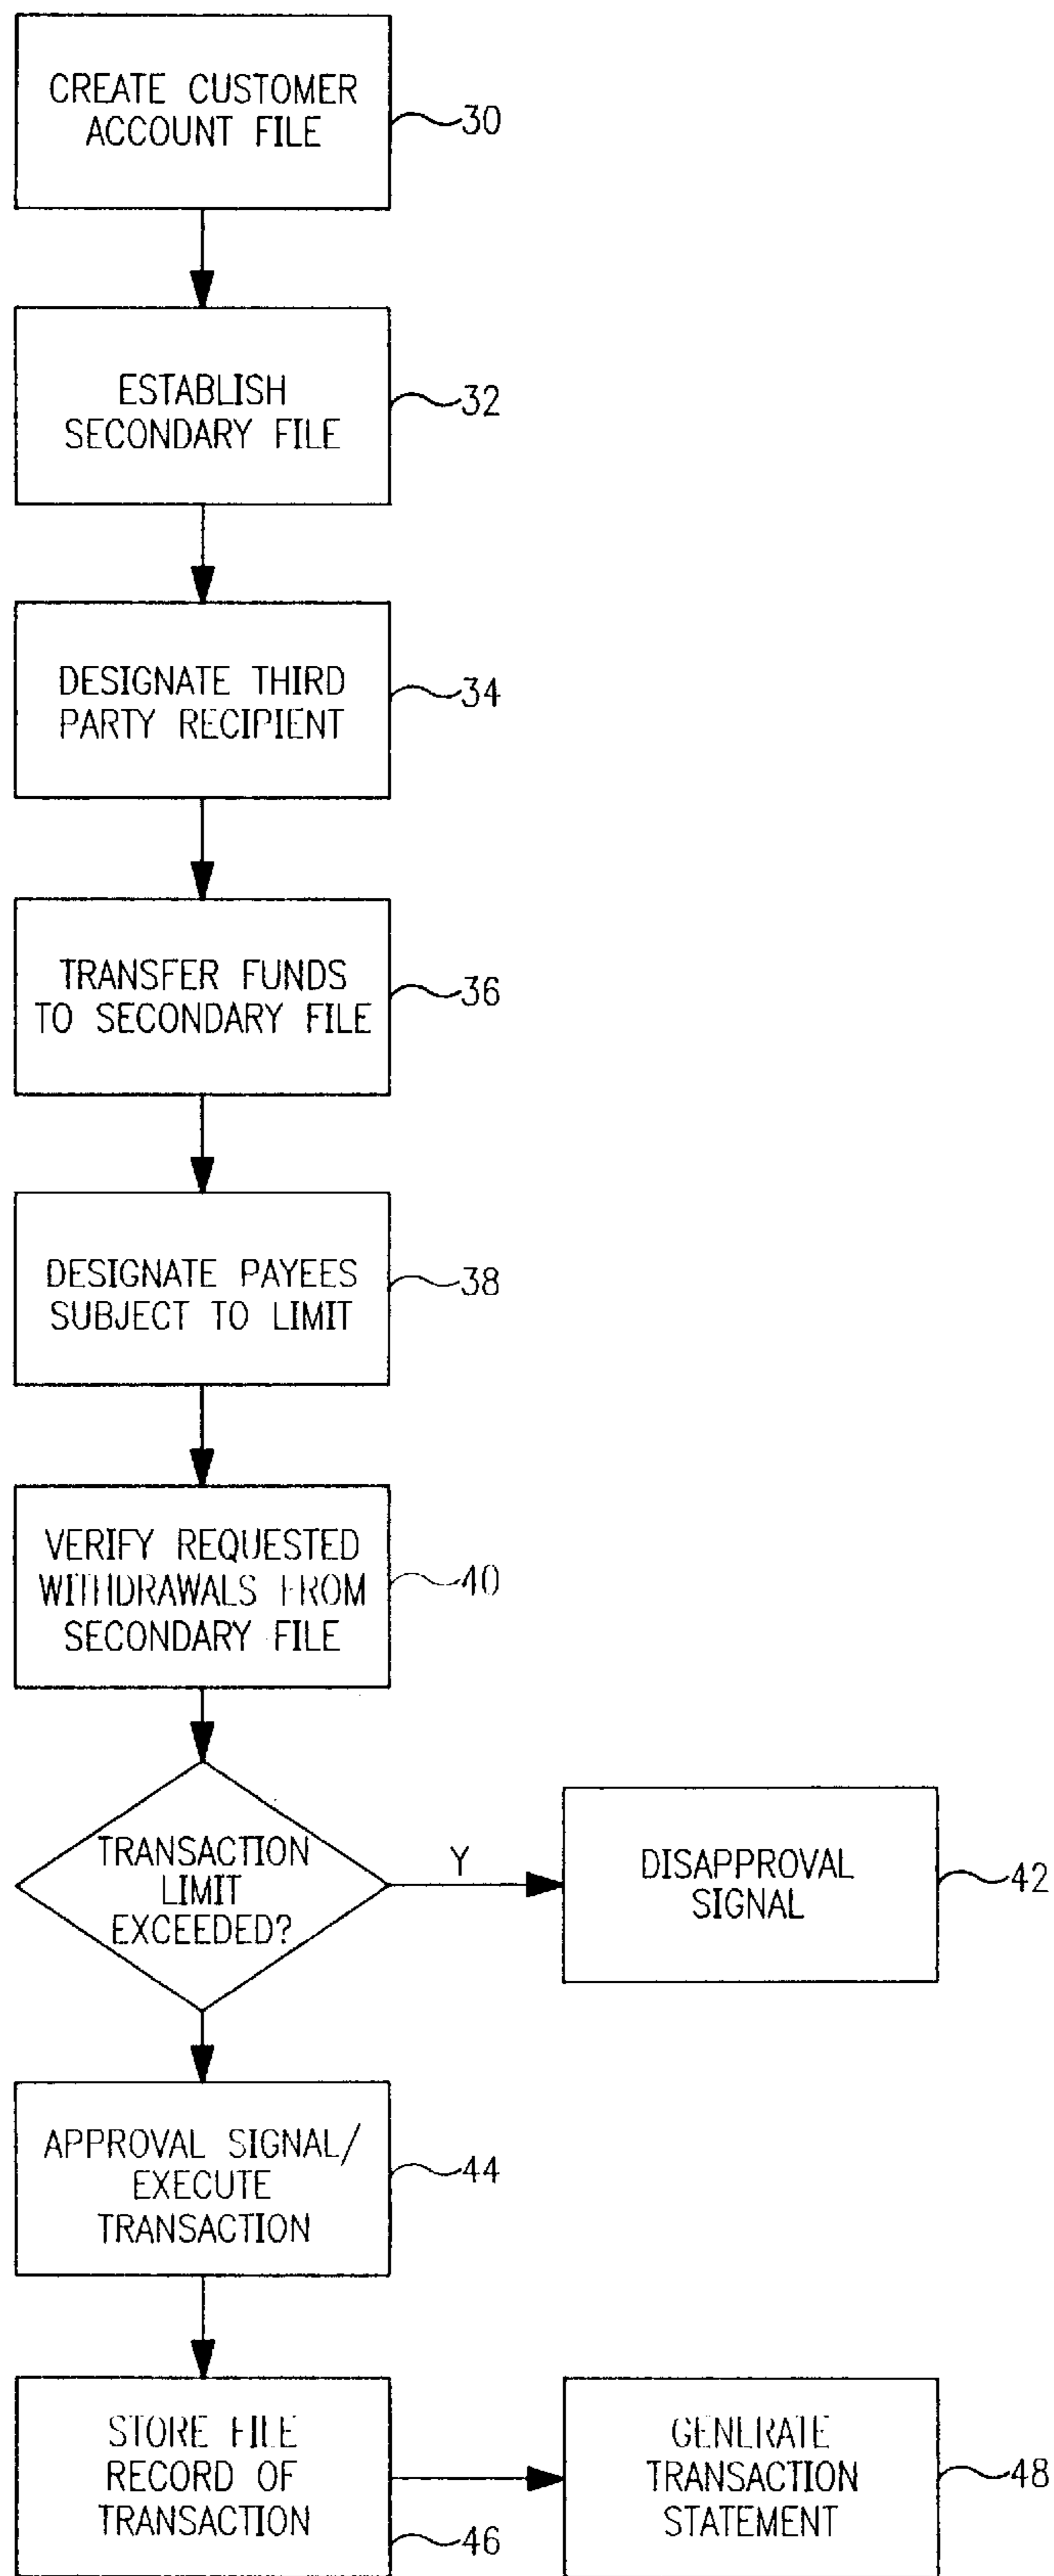 CREATE CUSTOMER
ACCOUNT FILE
30
ESTABLISH
SECONDARY FILE
32
DESIGNATE THIRD
PARTY RECIPIENT
34
TRANSFER FUNDS
TO SECONDARY FILE
36
DESIGNATE PAYEES
SUBJECT TO LIMIT
38
VERIFY REQUESTED
WITHDRAWALS FROM
SECONDARY FILE
40
TRANSACTION
LIMIT
EXCEEDED?
Y
DISAPPROVAL
SIGNAL
42
APPROVAL SIGNAL/
EXECUTE
TRANSACTION
44
STORE FILE
RECORD OF
TRANSACTION
46
GENERATE
TRANSACTION
STATEMENT
48